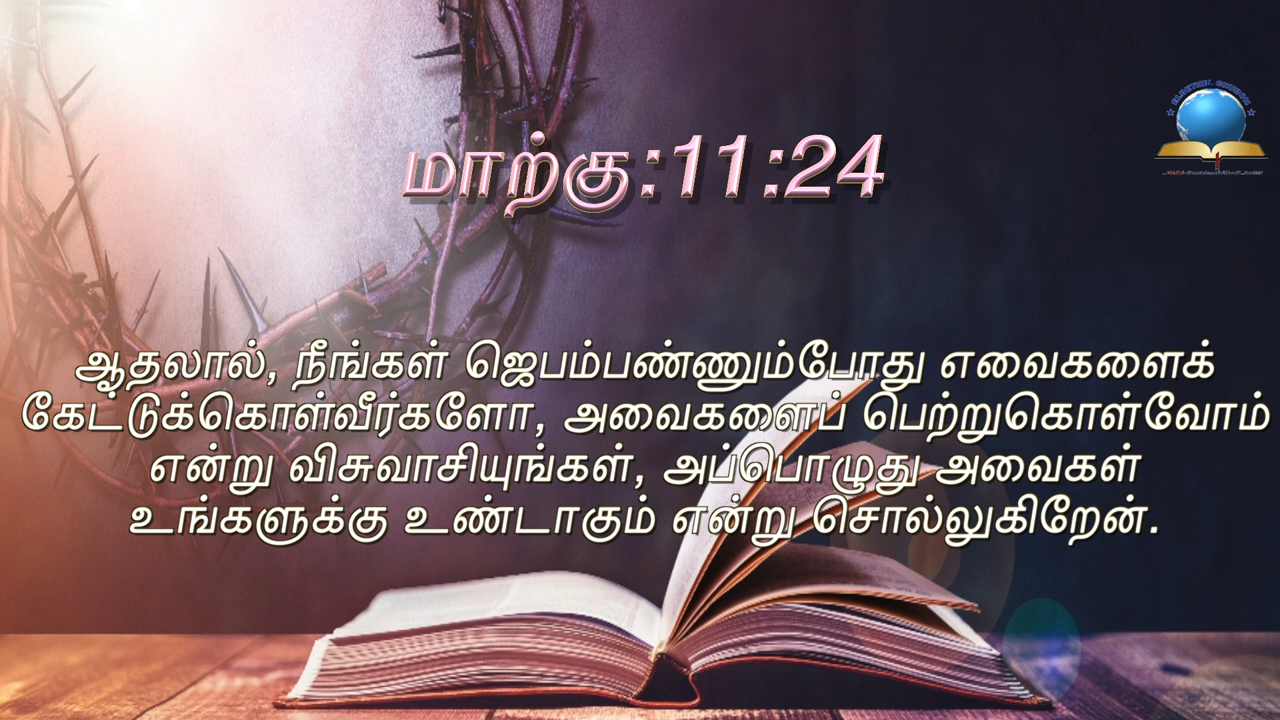 மாற்கு:11:24
ஆதலால், நீங்கள் ஜெபம்பண்ணும்போது எவைகளைக்
கேட்டுக்கொள்வீர்களோ, அவைகளைப் பெற்றுகொள்வோம்
என்று விசுவாசியுங்கள், அப்பொழுது அவைகள்
உங்களுக்கு உண்டாகும் என்று சொல்லுகிறேன்.